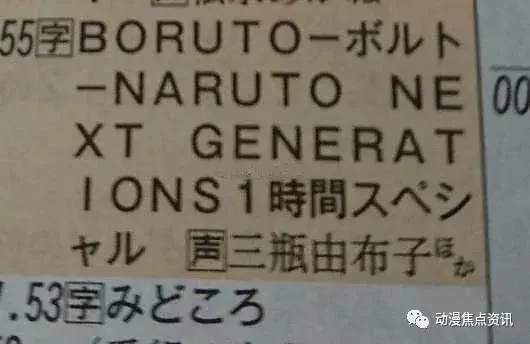 55字BORUTO－ボルト
－NARUTO NE
XT GENERAT
IONS1時間スペシ
ャル 声三瓶由布子ほか
00
.53字みどころ
动漫焦点资讯